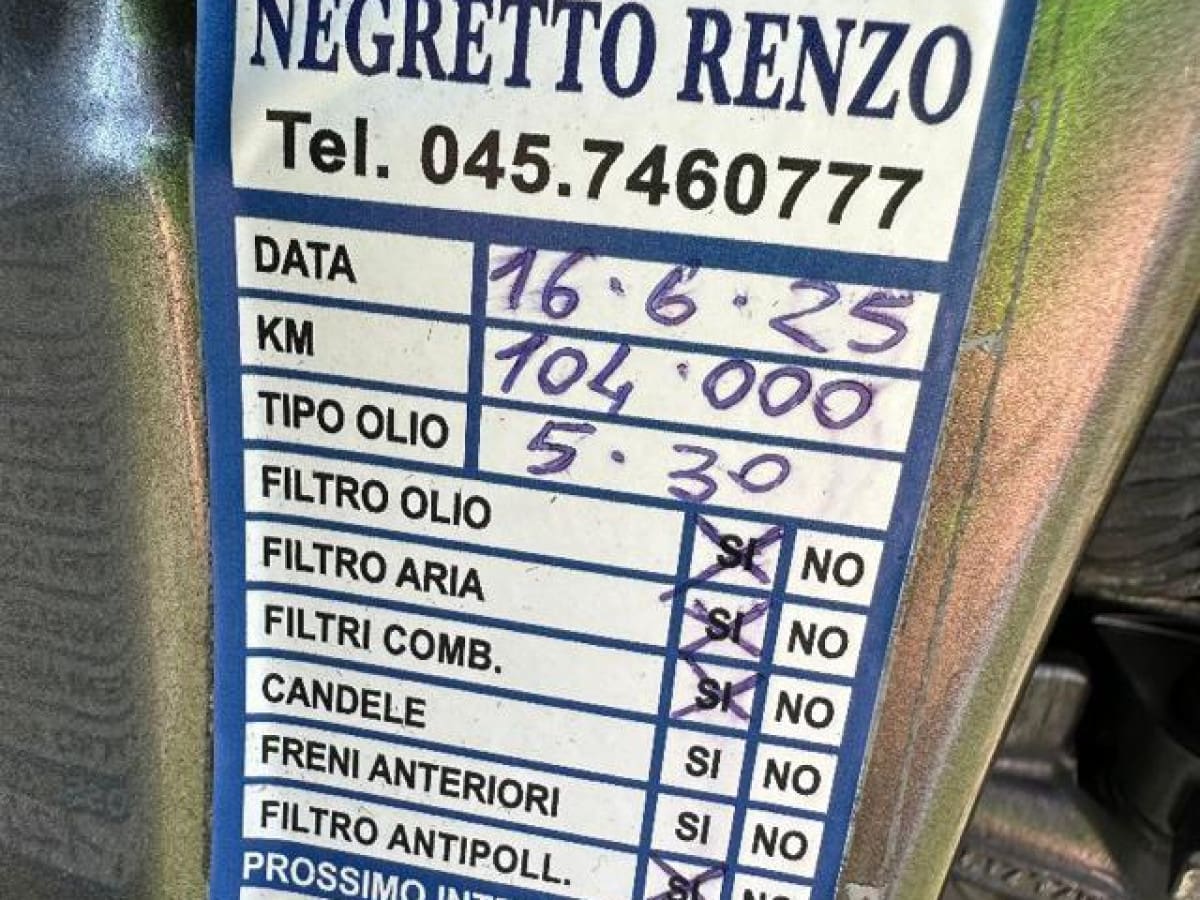 NEGRETTO RENZO
Tel. 045.7460777
DATA 16.6.25
KM 104.000
TIPO OLIO 5.30
FILTRO OLIO SI NO
FILTRO ARIA SI NO
FILTRI COMB. SI NO
CANDELE SI NO
FRENI ANTERIORI SI NO
FILTRO ANTIPOLL. SI NO
PROSSIMO